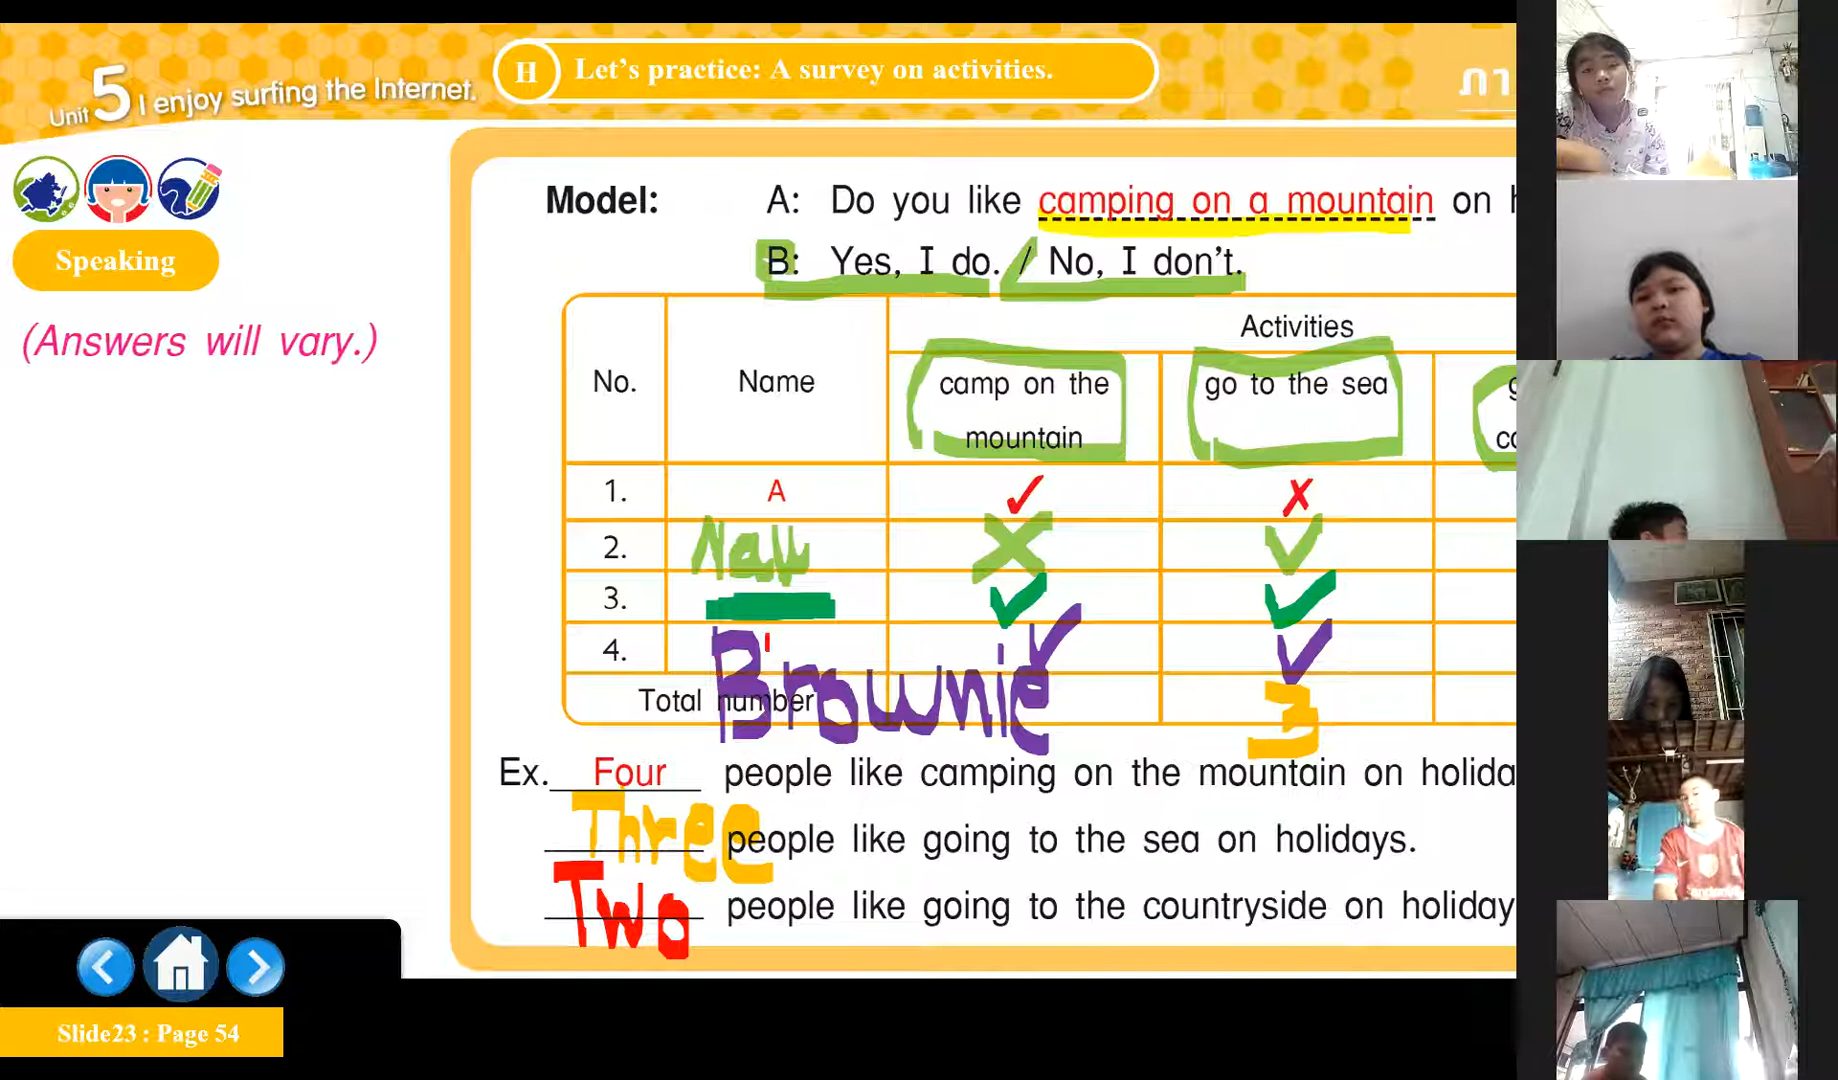 Unit 5 I enjoy surfing the Internet.
H Let's practice: A survey on activities.
ภา
Speaking
(Answers will vary.)
Model: A: Do you like camping on a mountain on
B: Yes, I do. / No, I don't.
No. Name Activities
camp on the mountain go to the sea
1. A ✓ ✗
2. ✗ ✓
3. ✓ ✓
4. Brownie ✓ ✓
Total number 3
Ex. Four people like camping on the mountain on holida
Three people like going to the sea on holidays.
Two people like going to the countryside on holiday
Slide23 : Page 54